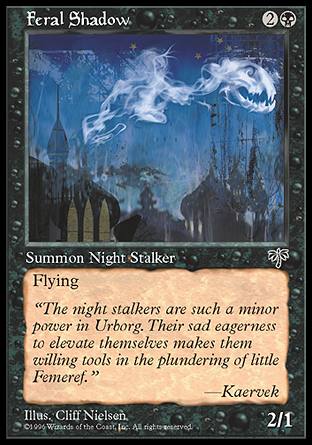 Feral Shadow 2
Summon Night Stalker
Flying
“The night stalkers are such a minor
power in Urborg. Their sad eagerness
to elevate themselves makes them
willing tools in the plundering of little
Femeref.”
—Kaervek
Illus. Cliff Nielsen
©1996 Wizards of the Coast, Inc. All rights reserved.
2/1